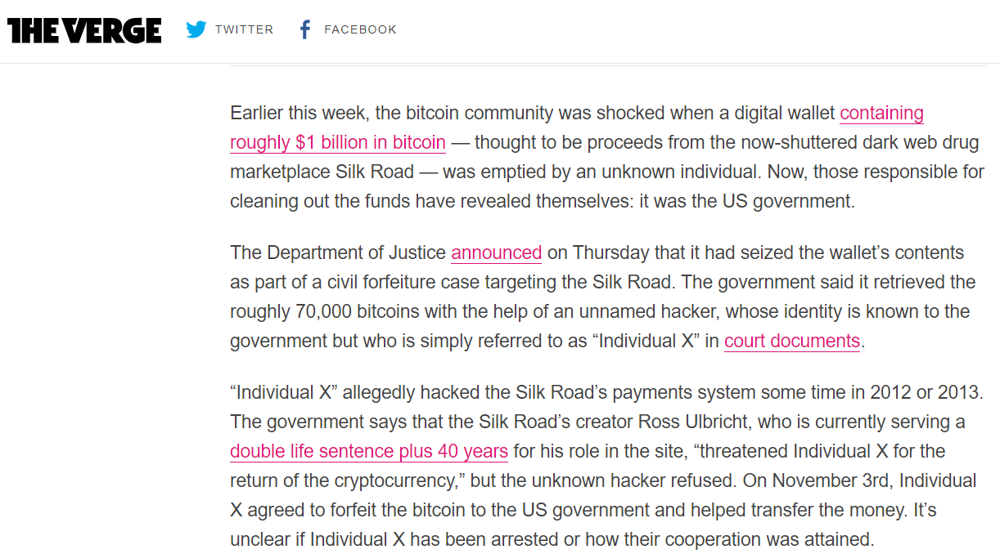 THE VERGE TWITTER FACEBOOK
Earlier this week, the bitcoin community was shocked when a digital wallet containing
roughly $1 billion in bitcoin — thought to be proceeds from the now-shuttered dark web drug
marketplace Silk Road — was emptied by an unknown individual. Now, those responsible for
cleaning out the funds have revealed themselves: it was the US government.
The Department of Justice announced on Thursday that it had seized the wallet’s contents
as part of a civil forfeiture case targeting the Silk Road. The government said it retrieved the
roughly 70,000 bitcoins with the help of an unnamed hacker, whose identity is known to the
government but who is simply referred to as “Individual X” in court documents.
“Individual X” allegedly hacked the Silk Road’s payments system some time in 2012 or 2013.
The government says that the Silk Road’s creator Ross Ulbricht, who is currently serving a
double life sentence plus 40 years for his role in the site, “threatened Individual X for the
return of the cryptocurrency,” but the unknown hacker refused. On November 3rd, Individual
X agreed to forfeit the bitcoin to the US government and helped transfer the money. It’s
unclear if Individual X has been arrested or how their cooperation was attained.